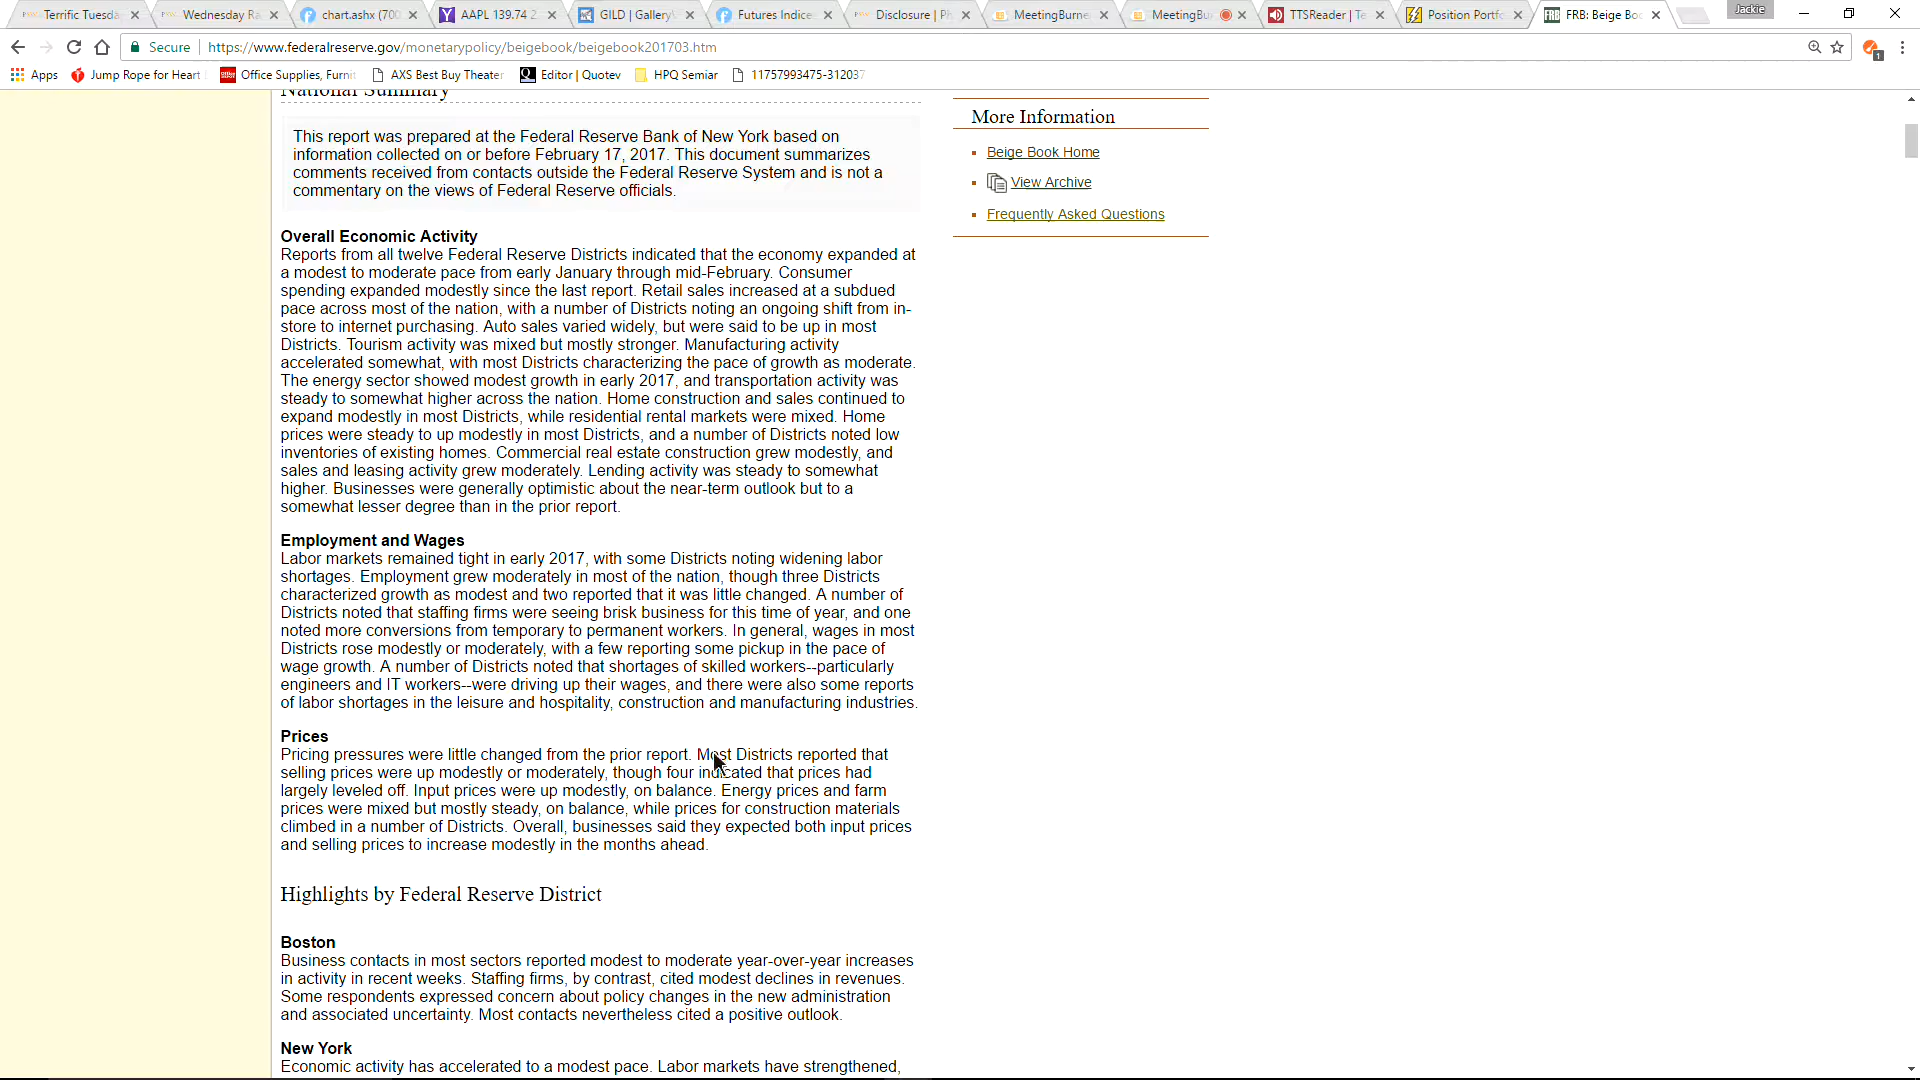 Terrific Tuesda
Wednesday Ra
chart.ashx (700
AAPL 139.74 2
GILD | Gallery
Futures Indice
Disclosure | Ph
MeetingBurne
MeetingBu
TTSReader | Te
Position Portfo
FRB: Beige Boo
Jackie
Secure
https://www.federalreserve.gov/monetarypolicy/beigebook/beigebook201703.htm
Apps
Jump Rope for Heart
Office Supplies, Furnit
AXS Best Buy Theater
Editor | Quotev
HPQ Semiar
11757993475-312037
National Summary
This report was prepared at the Federal Reserve Bank of New York based on
information collected on or before February 17, 2017. This document summarizes
comments received from contacts outside the Federal Reserve System and is not a
commentary on the views of Federal Reserve officials.
More Information
Beige Book Home
View Archive
Frequently Asked Questions
Overall Economic Activity
Reports from all twelve Federal Reserve Districts indicated that the economy expanded at
a modest to moderate pace from early January through mid-February. Consumer
spending expanded modestly since the last report. Retail sales increased at a subdued
pace across most of the nation, with a number of Districts noting an ongoing shift from in-
store to internet purchasing. Auto sales varied widely, but were said to be up in most
Districts. Tourism activity was mixed but mostly stronger. Manufacturing activity
accelerated somewhat, with most Districts characterizing the pace of growth as moderate.
The energy sector showed modest growth in early 2017, and transportation activity was
steady to somewhat higher across the nation. Home construction and sales continued to
expand modestly in most Districts, while residential rental markets were mixed. Home
prices were steady to up modestly in most Districts, and a number of Districts noted low
inventories of existing homes. Commercial real estate construction grew modestly, and
sales and leasing activity grew moderately. Lending activity was steady to somewhat
higher. Businesses were generally optimistic about the near-term outlook but to a
somewhat lesser degree than in the prior report.
Employment and Wages
Labor markets remained tight in early 2017, with some Districts noting widening labor
shortages. Employment grew moderately in most of the nation, though three Districts
characterized growth as modest and two reported that it was little changed. A number of
Districts noted that staffing firms were seeing brisk business for this time of year, and one
noted more conversions from temporary to permanent workers. In general, wages in most
Districts rose modestly or moderately, with a few reporting some pickup in the pace of
wage growth. A number of Districts noted that shortages of skilled workers--particularly
engineers and IT workers--were driving up their wages, and there were also some reports
of labor shortages in the leisure and hospitality, construction and manufacturing industries.
Prices
Pricing pressures were little changed from the prior report. Most Districts reported that
selling prices were up modestly or moderately, though four indicated that prices had
largely leveled off. Input prices were up modestly, on balance. Energy prices and farm
prices were mixed but mostly steady, on balance, while prices for construction materials
climbed in a number of Districts. Overall, businesses said they expected both input prices
and selling prices to increase modestly in the months ahead.
Highlights by Federal Reserve District
Boston
Business contacts in most sectors reported modest to moderate year-over-year increases
in activity in recent weeks. Staffing firms, by contrast, cited modest declines in revenues.
Some respondents expressed concern about policy changes in the new administration
and associated uncertainty. Most contacts nevertheless cited a positive outlook.
New York
Economic activity has accelerated to a modest pace. Labor markets have strengthened,